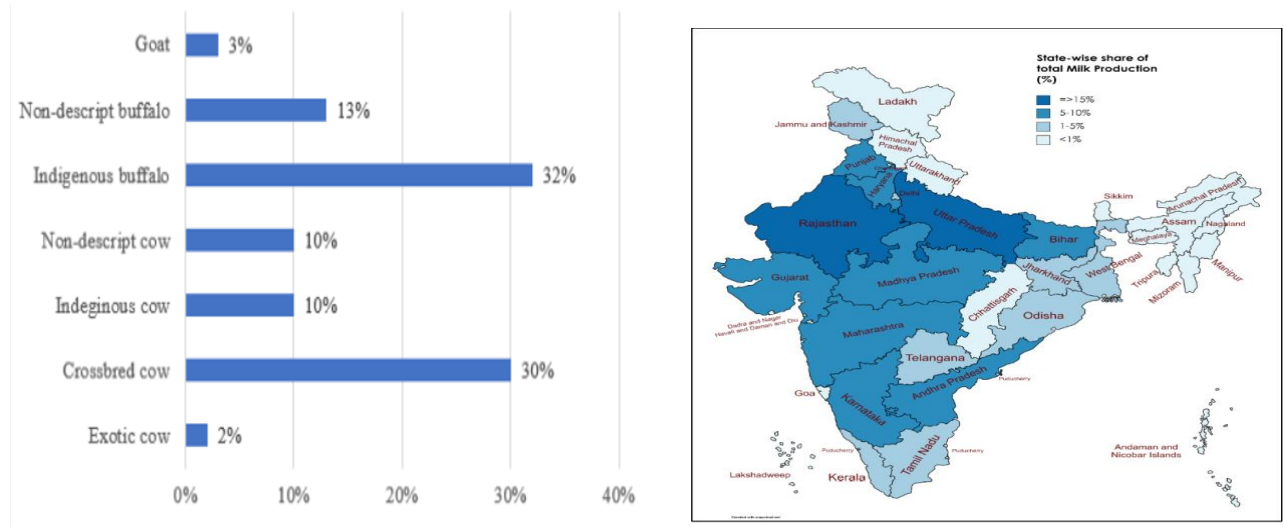 Goat
3%
Non-descript buffalo
13%
Indigenous buffalo
32%
Non-descript cow
10%
Indeginous cow
10%
Crossbred cow
30%
Exotic cow
2%
0%
10%
20%
30%
40%
State-wise share of
total Milk Production
(%)
=>15%
5-10%
1-5%
<1%
Ladakh
Jammu and Kashmir
Himachal
Pradesh
Punjab
Uttarakhand
Haryana
Delhi
Rajasthan
Uttar Pradesh
Sikkim
Arunachal Pradesh
Assam
Nagaland
Bihar
Meghalaya
Manipur
Tripura
Mizoram
Gujarat
Madhya Pradesh
Jharkhand
West Bengal
Chhattisgarh
Odisha
Dadra and Nagar
Haveli and Daman and Diu
Maharashtra
Telangana
Andhra Pradesh
Puducherry
Goa
Karnataka
Puducherry
Puducherry
Tamil Nadu
Kerala
Lakshadweep
Andaman and
Nicobar Islands